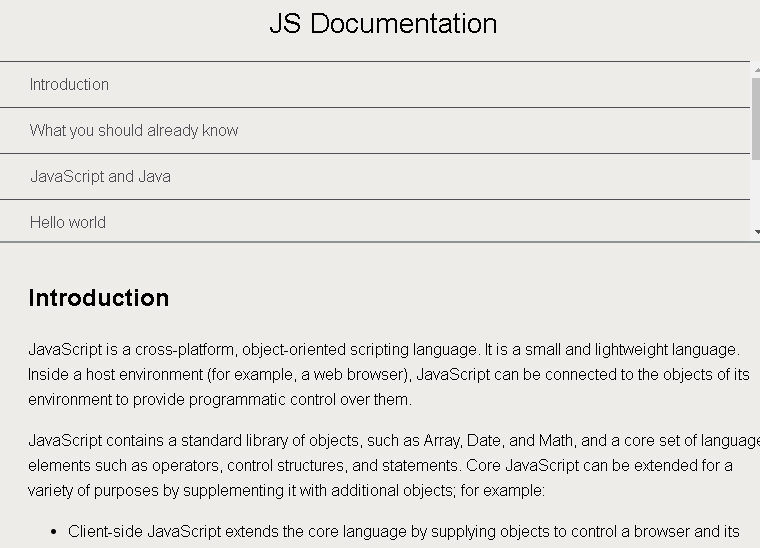 JS Documentation
Introduction
What you should already know
JavaScript and Java
Hello world
Introduction
JavaScript is a cross-platform, object-oriented scripting language. It is a small and lightweight language.
Inside a host environment (for example, a web browser), JavaScript can be connected to the objects of its
environment to provide programmatic control over them.
JavaScript contains a standard library of objects, such as Array, Date, and Math, and a core set of language
elements such as operators, control structures, and statements. Core JavaScript can be extended for a
variety of purposes by supplementing it with additional objects; for example:
• Client-side JavaScript extends the core language by supplying objects to control a browser and its